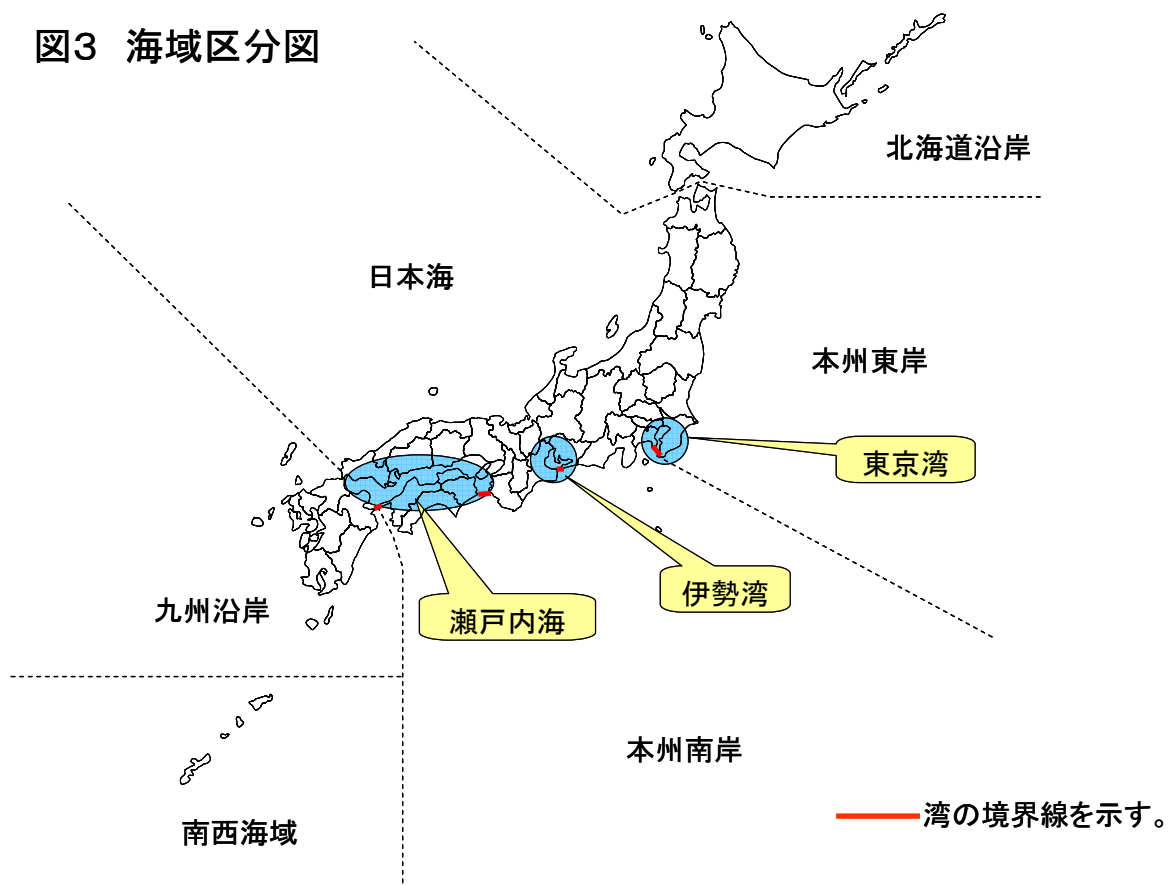 図3 海域区分図
北海道沿岸
日本海
本州東岸
東京湾
伊勢湾
九州沿岸
瀬戸内海
本州南岸
南西海域
湾の境界線を示す。